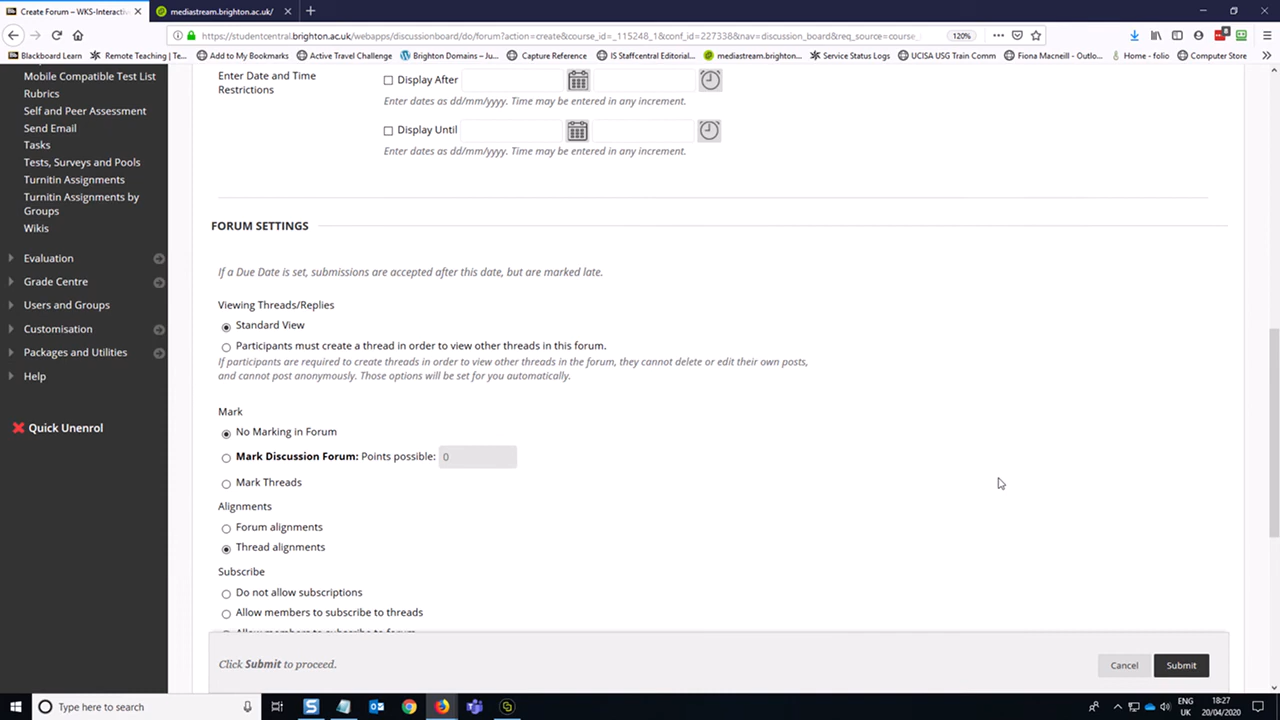 Create Forum – WKS-Interactiv
mediastream.brighton.ac.uk/
https://studentcentral.brighton.ac.uk/webapps/discussionboard/do/forum?action=create&course_id=_115248_1&conf_id=227338&nav=discussion_board&req_source=course_
120%
Blackboard Learn
Remote Teaching | Te...
Add to My Bookmarks
Active Travel Challenge
Brighton Domains – Ju...
Capture Reference
IS Staffcentral Editorial...
mediastream.brighton...
Service Status Logs
UCISA USG Train Comm
Fiona Macneill - Outlo...
Home - folio
Computer Store
Mobile Compatible Test List
Rubrics
Self and Peer Assessment
Send Email
Tasks
Tests, Surveys and Pools
Turnitin Assignments
Turnitin Assignments by
Groups
Wikis
Evaluation
Grade Centre
Users and Groups
Customisation
Packages and Utilities
Help
Quick Unenrol
Enter Date and Time
Restrictions
Display After
Enter dates as dd/mm/yyyy. Time may be entered in any increment.
Display Until
Enter dates as dd/mm/yyyy. Time may be entered in any increment.
FORUM SETTINGS
If a Due Date is set, submissions are accepted after this date, but are marked late.
Viewing Threads/Replies
Standard View
Participants must create a thread in order to view other threads in this forum.
If participants are required to create threads in order to view other threads in the forum, they cannot delete or edit their own posts,
and cannot post anonymously. Those options will be set for you automatically.
Mark
No Marking in Forum
Mark Discussion Forum: Points possible: 0
Mark Threads
Alignments
Forum alignments
Thread alignments
Subscribe
Do not allow subscriptions
Allow members to subscribe to threads
Allow members to subscribe to forum
Click Submit to proceed.
Cancel
Submit
Type here to search
ENG
UK
18:27
20/04/2020